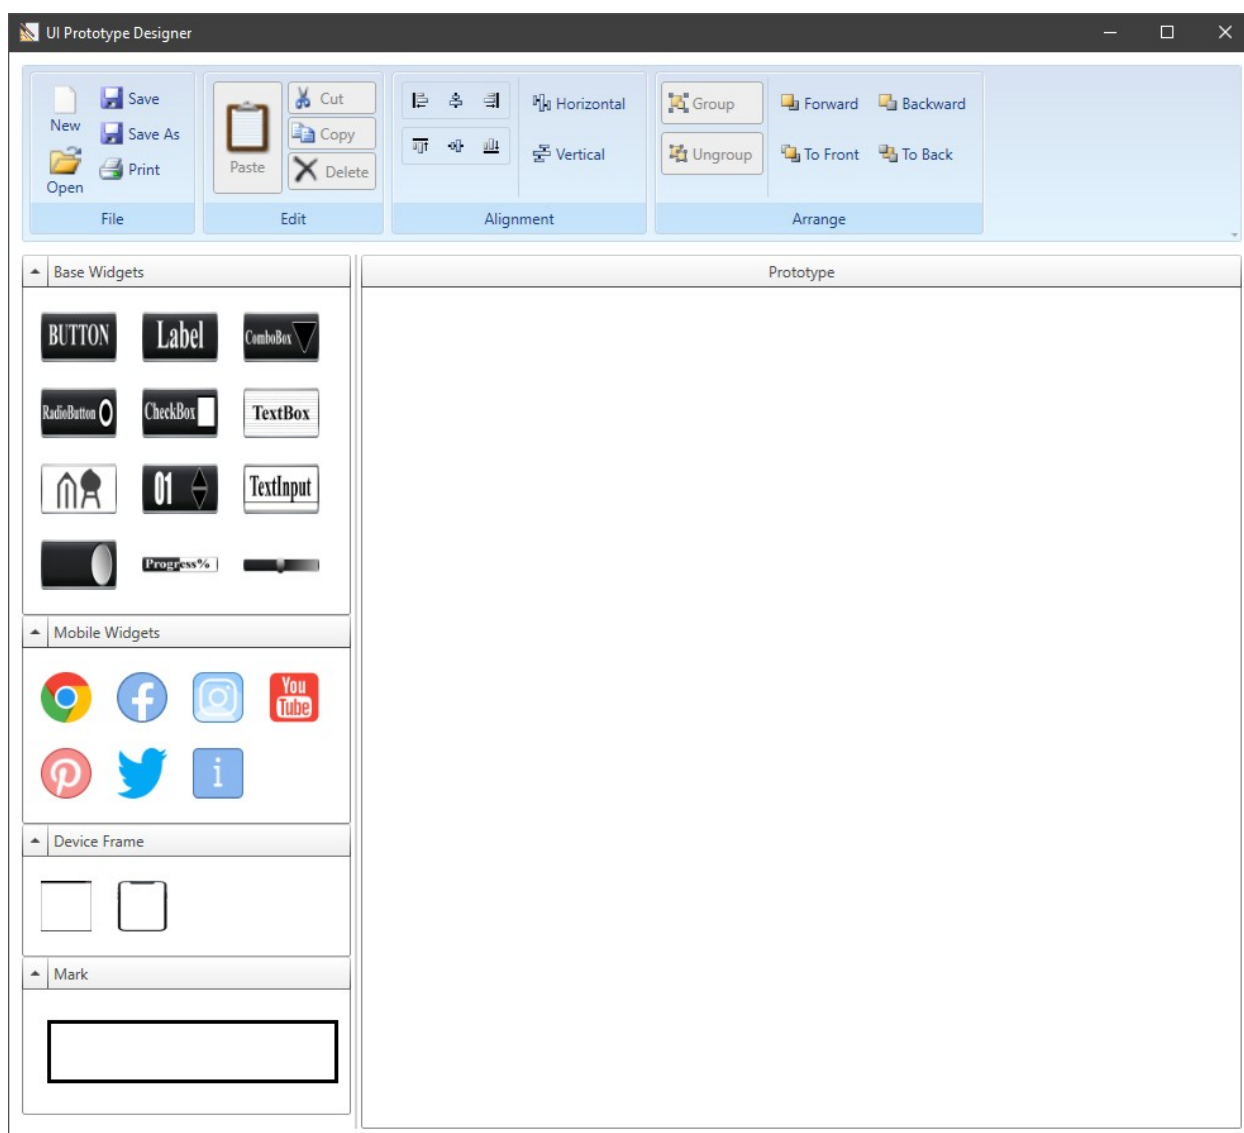 UI Prototype Designer
New
Open
Save
Save As
Print
File
Paste
Cut
Copy
Delete
Edit
Horizontal
Vertical
Alignment
Group
Ungroup
Forward
Backward
To Front
To Back
Arrange
Base Widgets
BUTTON
Label
ComboBox
RadioButton
CheckBox
TextBox
01
TextInput
Progress%
Mobile Widgets
You
Tube
i
Device Frame
Mark
Prototype